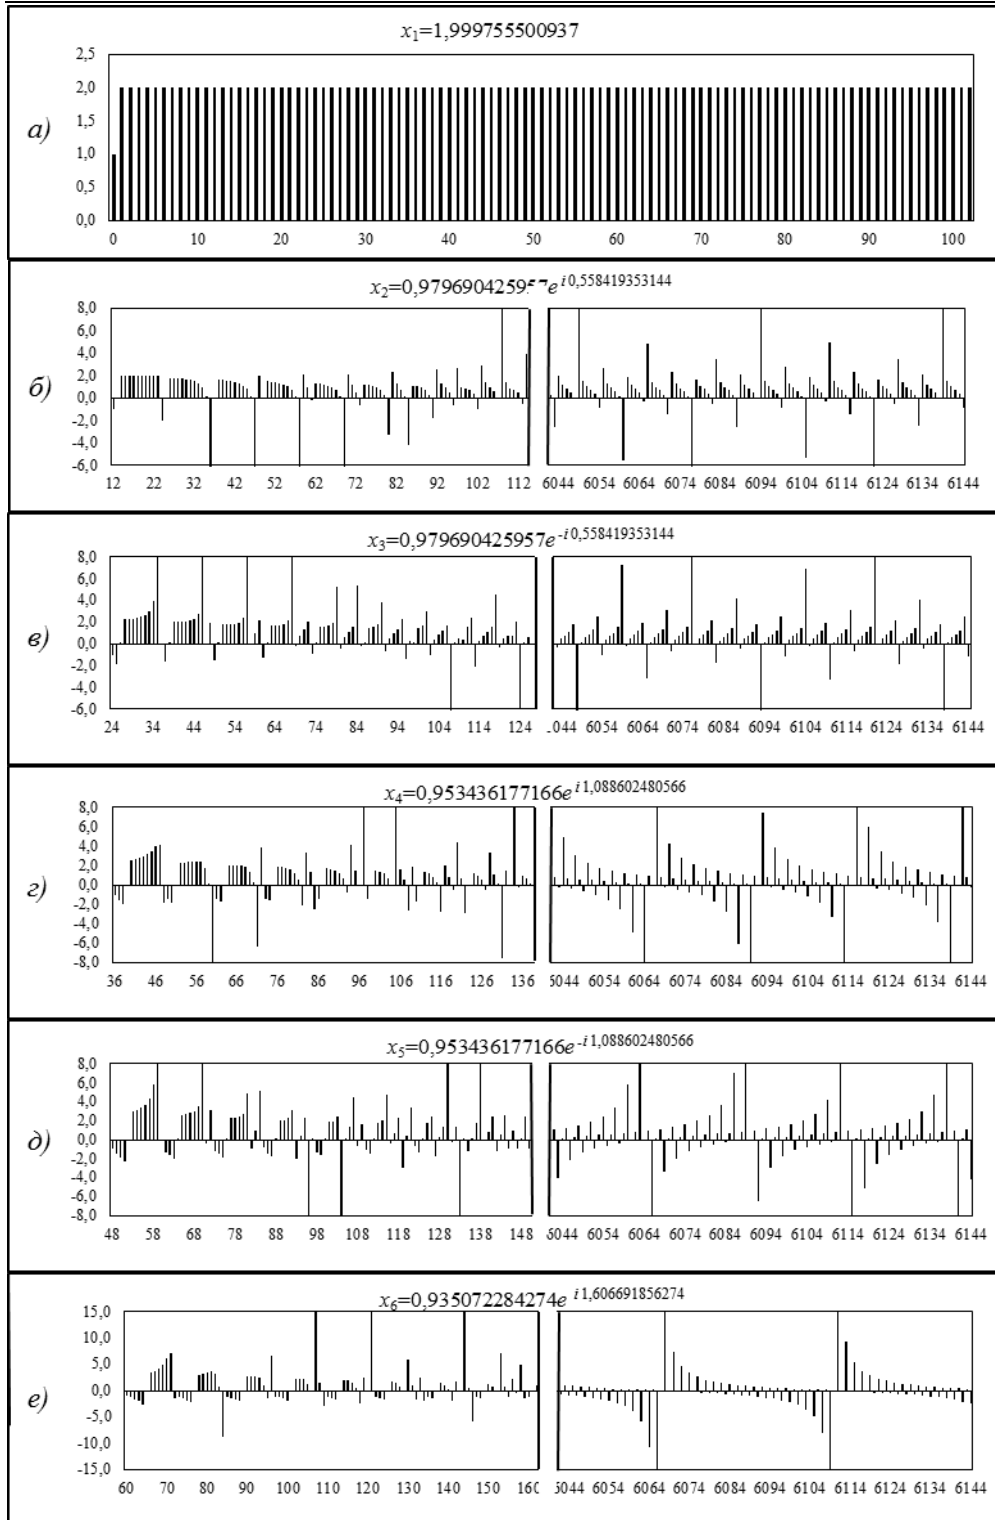 x₁=1,999755500937
2,5
2,0
1,5
а)
1,0
0,5
0,0
0 10 20 30 40 50 60 70 80 90 100
x₂=0,979690425957e^{i0,558419353144}
8,0
6,0
4,0
б)
2,0
0,0
-2,0
-4,0
-6,0
12 22 32 42 52 62 72 82 92 102 112 6044 6054 6064 6074 6084 6094 6104 6114 6124 6134 6144
x₃=0,979690425957e^{-i0,558419353144}
8,0
6,0
4,0
в)
2,0
0,0
-2,0
-4,0
-6,0
24 34 44 54 64 74 84 94 104 114 124 6054 6064 6074 6084 6094 6104 6114 6124 6134 6144
x₄=0,953436177166e^{i1,088602480566}
8,0
6,0
4,0
2,0
г)
0,0
-2,0
-4,0
-6,0
-8,0
36 46 56 66 76 86 96 106 116 126 136 6054 6064 6074 6084 6094 6104 6114 6124 6134 6144
x₅=0,953436177166e^{-i1,088602480566}
8,0
6,0
4,0
2,0
д)
0,0
-2,0
-4,0
-6,0
-8,0
48 58 68 78 88 98 108 118 128 138 148 6054 6064 6074 6084 6094 6104 6114 6124 6134 6144
x₆=0,935072284274e^{i1,606691856274}
15,0
10,0
5,0
е)
0,0
-5,0
-10,0
-15,0
60 70 80 90 100 110 120 130 140 150 6054 6064 6074 6084 6094 6104 6114 6124 6134 6144